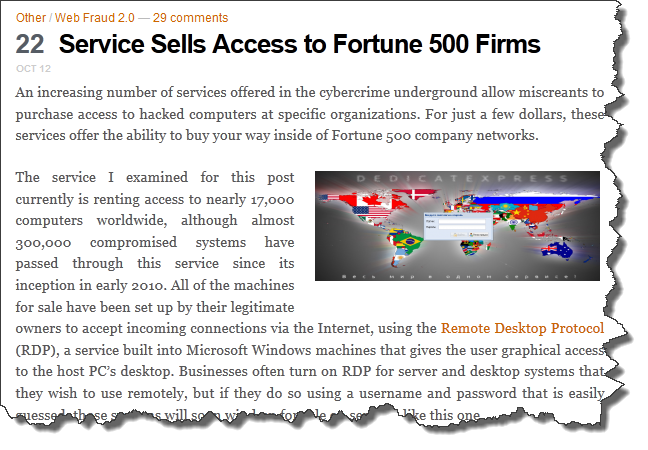 Other / Web Fraud 2.0 — 29 comments
22 Service Sells Access to Fortune 500 Firms
OCT 12
An increasing number of services offered in the cybercrime underground allow miscreants to
purchase access to hacked computers at specific organizations. For just a few dollars, these
services offer the ability to buy your way inside of Fortune 500 company networks.
The service I examined for this post
currently is renting access to nearly 17,000
computers worldwide, although almost
300,000 compromised systems have
passed through this service since its
inception in early 2010. All of the machines
for sale have been set up by their legitimate
DEDICATEXPRESS
Весь мир в одном сервисе!
owners to accept incoming connections via the Internet, using the Remote Desktop Protocol
(RDP), a service built into Microsoft Windows machines that gives the user graphical access
to the host PC's desktop. Businesses often turn on RDP for server and desktop systems that
they wish to use remotely, but if they do so using a username and password that is easily
guessed those will soon like this one